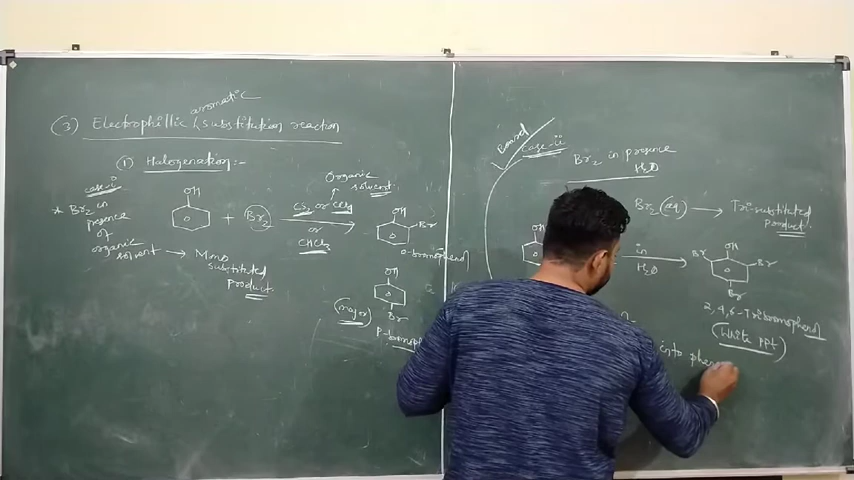 aromatic
(3) Electrophillic substitution reaction
(1) Halogenation:-
case-i
* Br2 in
presence
of
organic
solvent → Mono
substituted
product
OH
+ Br2
CS2 or CCl4
or
CHCl3
Organic
solvent
OH
Br
o-bromophenol
OH
Br
(major)
Board
case-ii
Br2 in presence
H2O
Br2 (aq.) → Tri-substituted
product
OH
in
H2O
OH
Br
Br
Br
2,4,6-Tribromophenol
(White ppt)
into phen